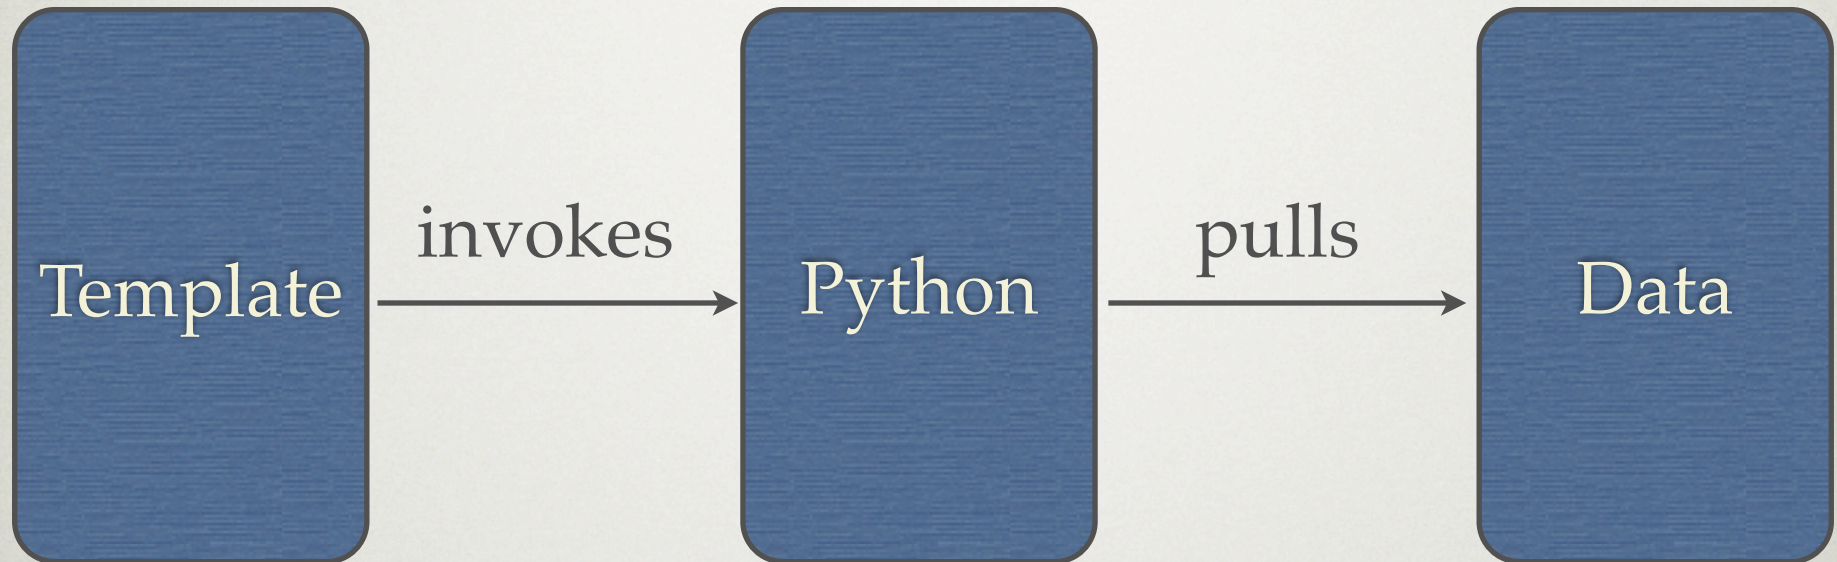 Template
invokes
Python
pulls
Data